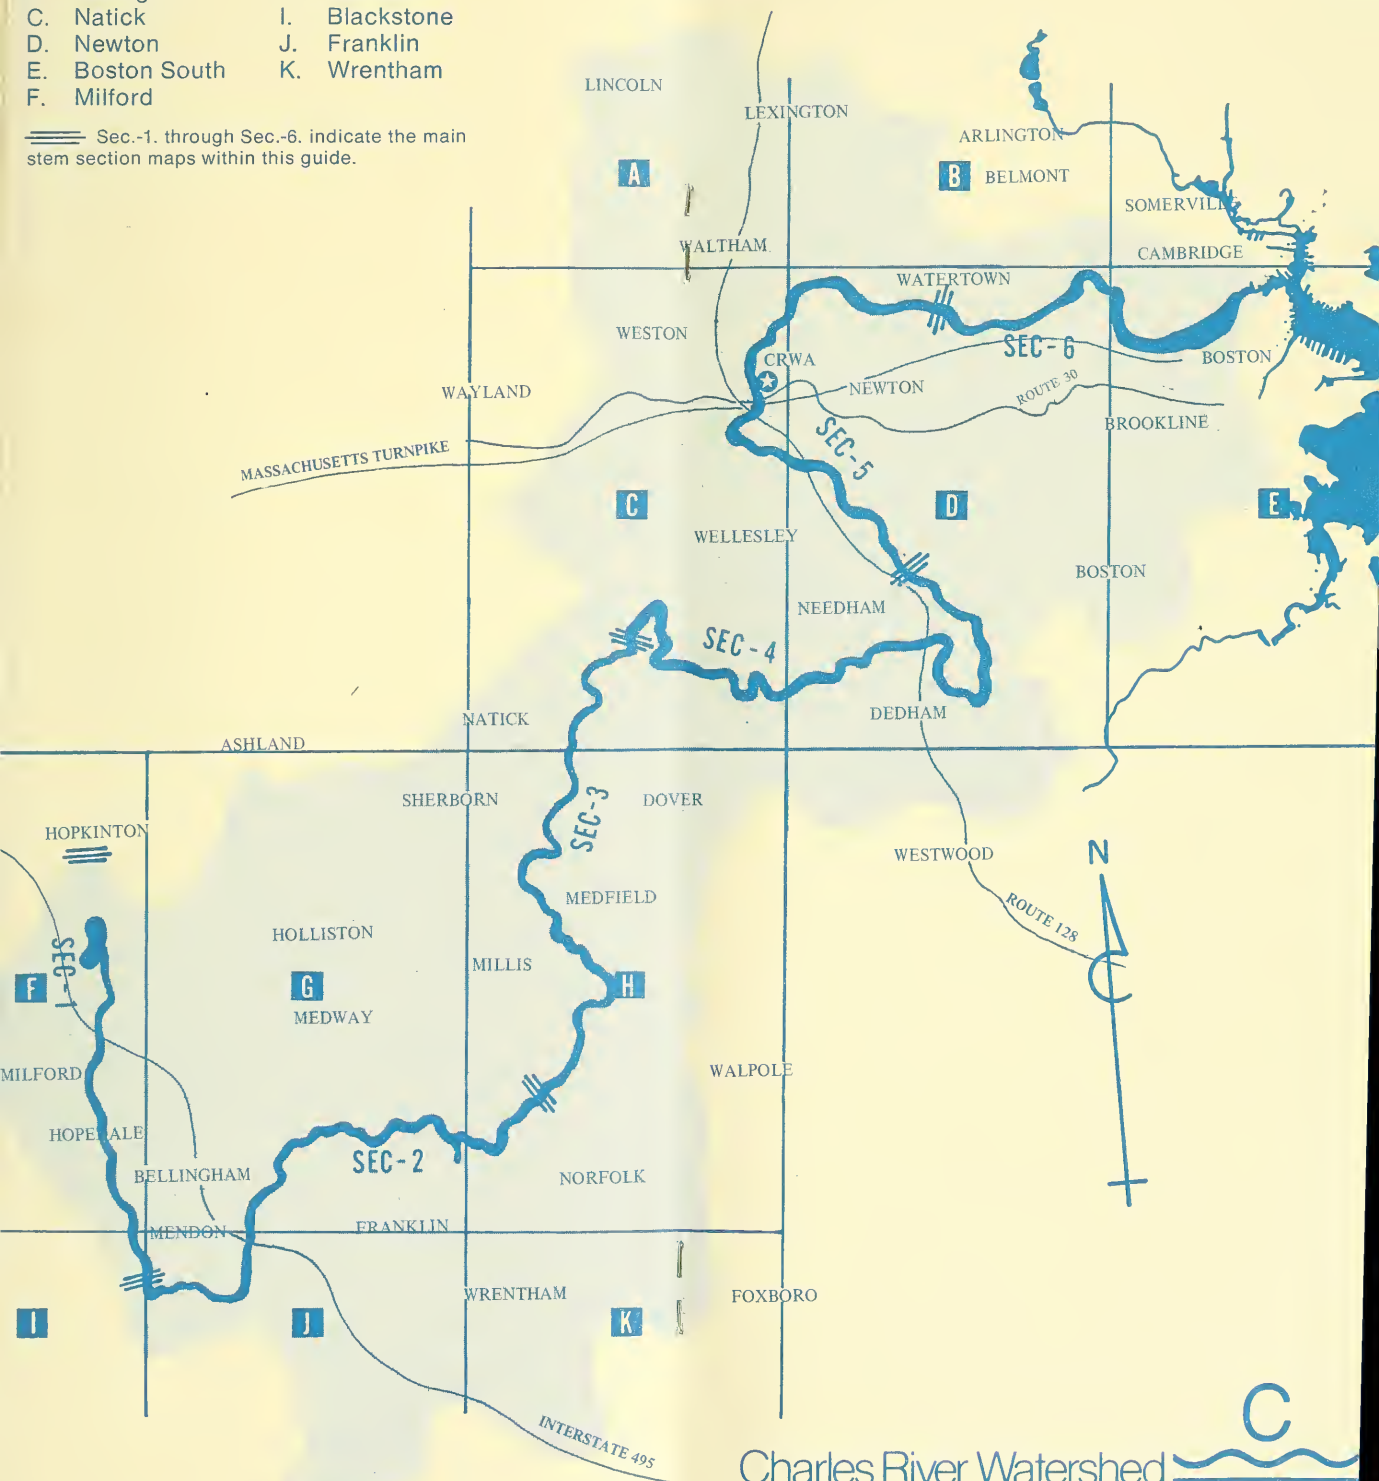 C. Natick
D. Newton
E. Boston South
F. Milford
I. Blackstone
J. Franklin
K. Wrentham
Sec.-1. through Sec.-6. indicate the main
stem section maps within this guide.
LINCOLN
LEXINGTON
ARLINGTON
A
B
BELMONT
SOMERVILLE
WALTHAM
CAMBRIDGE
WATERTOWN
WESTON
SEC-6
BOSTON
CRWA
WAYLAND
NEWTON
ROUTE 30
BROOKLINE
SEC-5
MASSACHUSETTS TURNPIKE
C
D
E
WELLESLEY
BOSTON
NEEDHAM
SEC-4
NATICK
DEDHAM
ASHLAND
SHERBORN
SEC-3
DOVER
HOPKINTON
WESTWOOD
N
MEDFIELD
ROUTE 128
HOLLISTON
SEC-1
MILLIS
F
G
H
C
MEDWAY
MILFORD
WALPOLE
HOPEDALE
SEC-2
BELLINGHAM
NORFOLK
MENDON
FRANKLIN
WRENTHAM
FOXBORO
I
J
K
INTERSTATE 495
C
Charles River Watershed